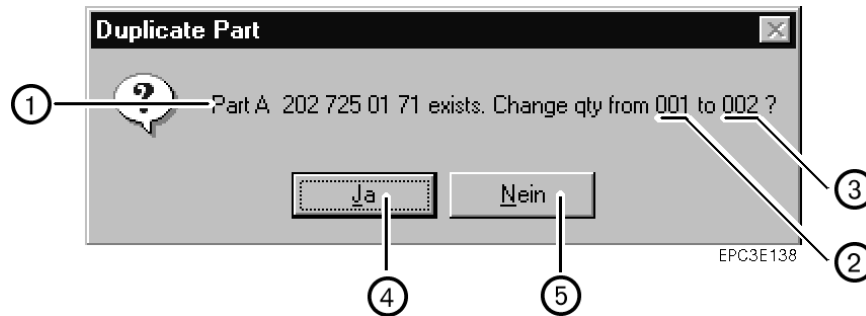 Duplicate Part
?
1
Part A 202 725 01 71 exists. Change qty from 001 to 002 ?
Ja
Nein
3
EPC3E138
2
4
5